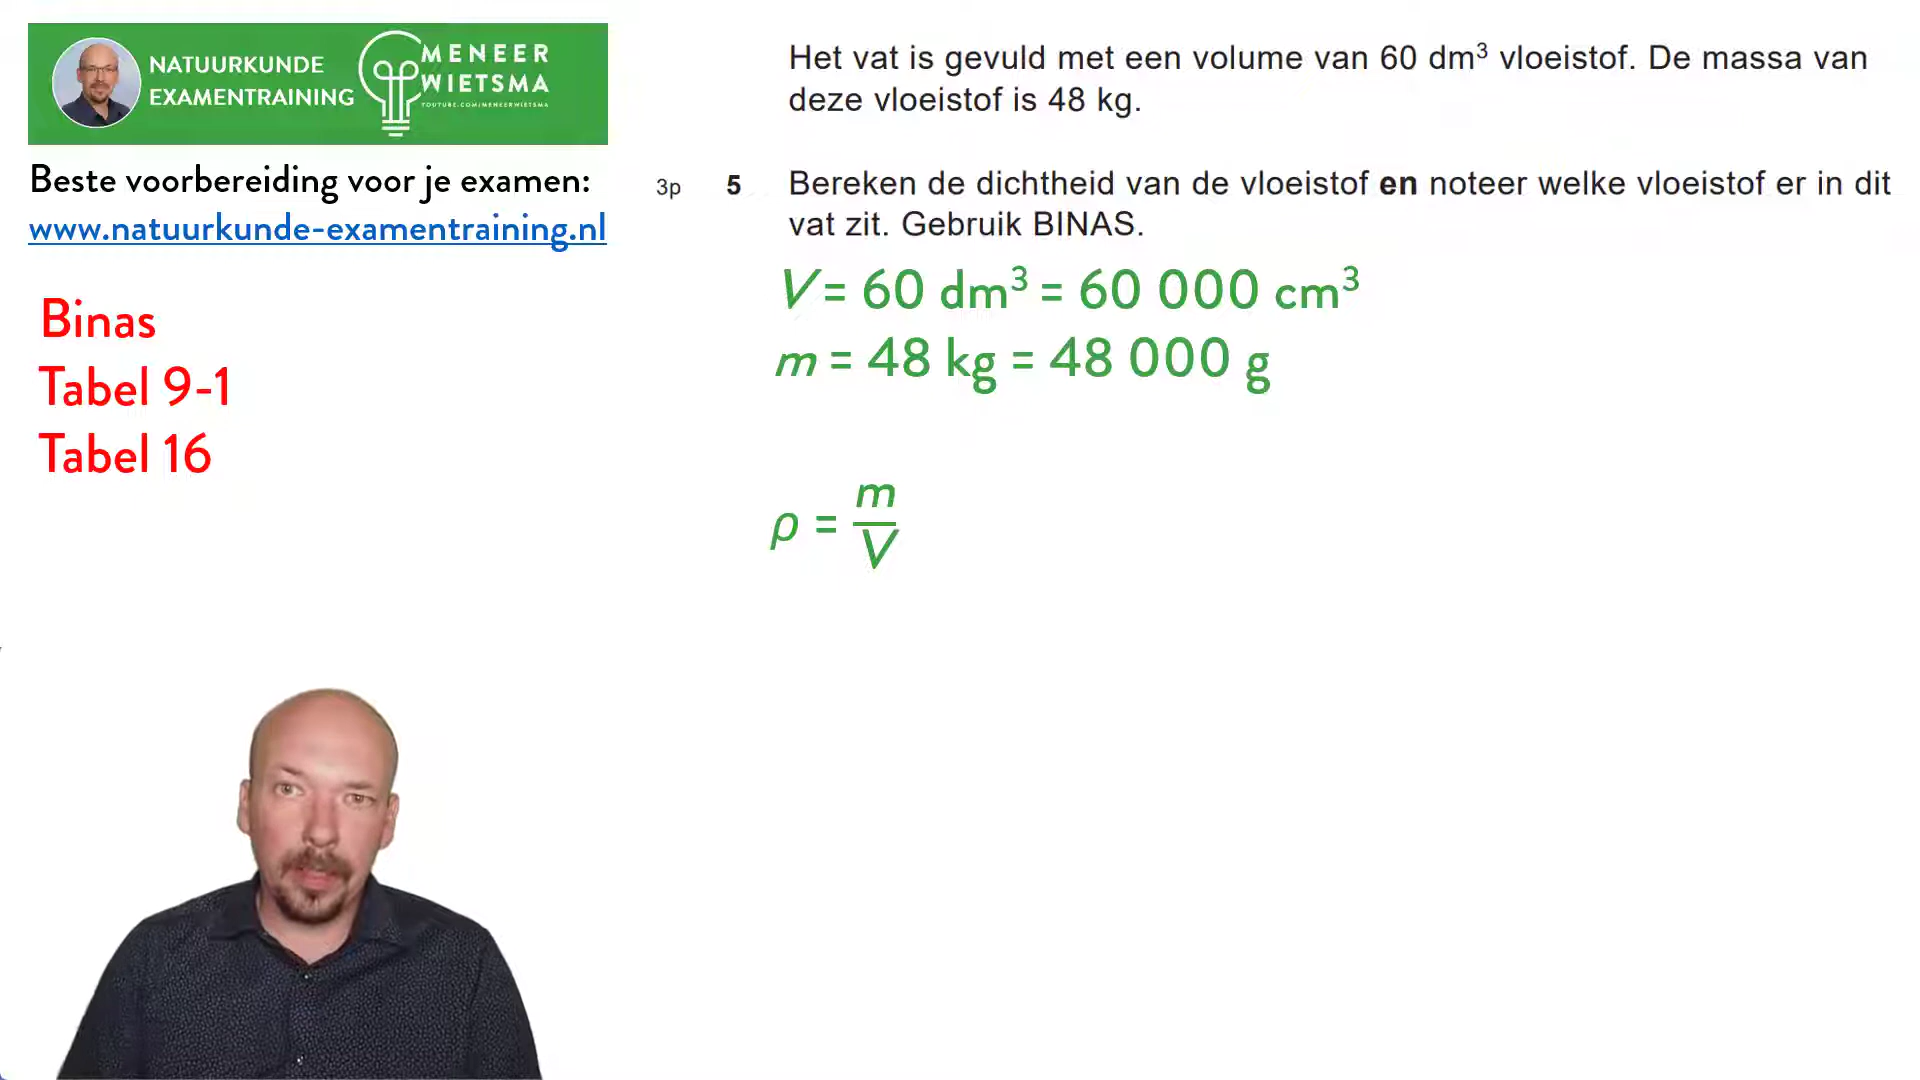 NATUURKUNDE
EXAMENTRAINING
MENEER
WIETSMA
YOUTUBE.COM/MENEERWIETSMA
Beste voorbereiding voor je examen:
www.natuurkunde-examentraining.nl
Binas
Tabel 9-1
Tabel 16
Het vat is gevuld met een volume van 60 dm³ vloeistof. De massa van
deze vloeistof is 48 kg.
3p 5 Bereken de dichtheid van de vloeistof en noteer welke vloeistof er in dit
vat zit. Gebruik BINAS.
V = 60 dm³ = 60 000 cm³
m = 48 kg = 48 000 g
ρ = m/V